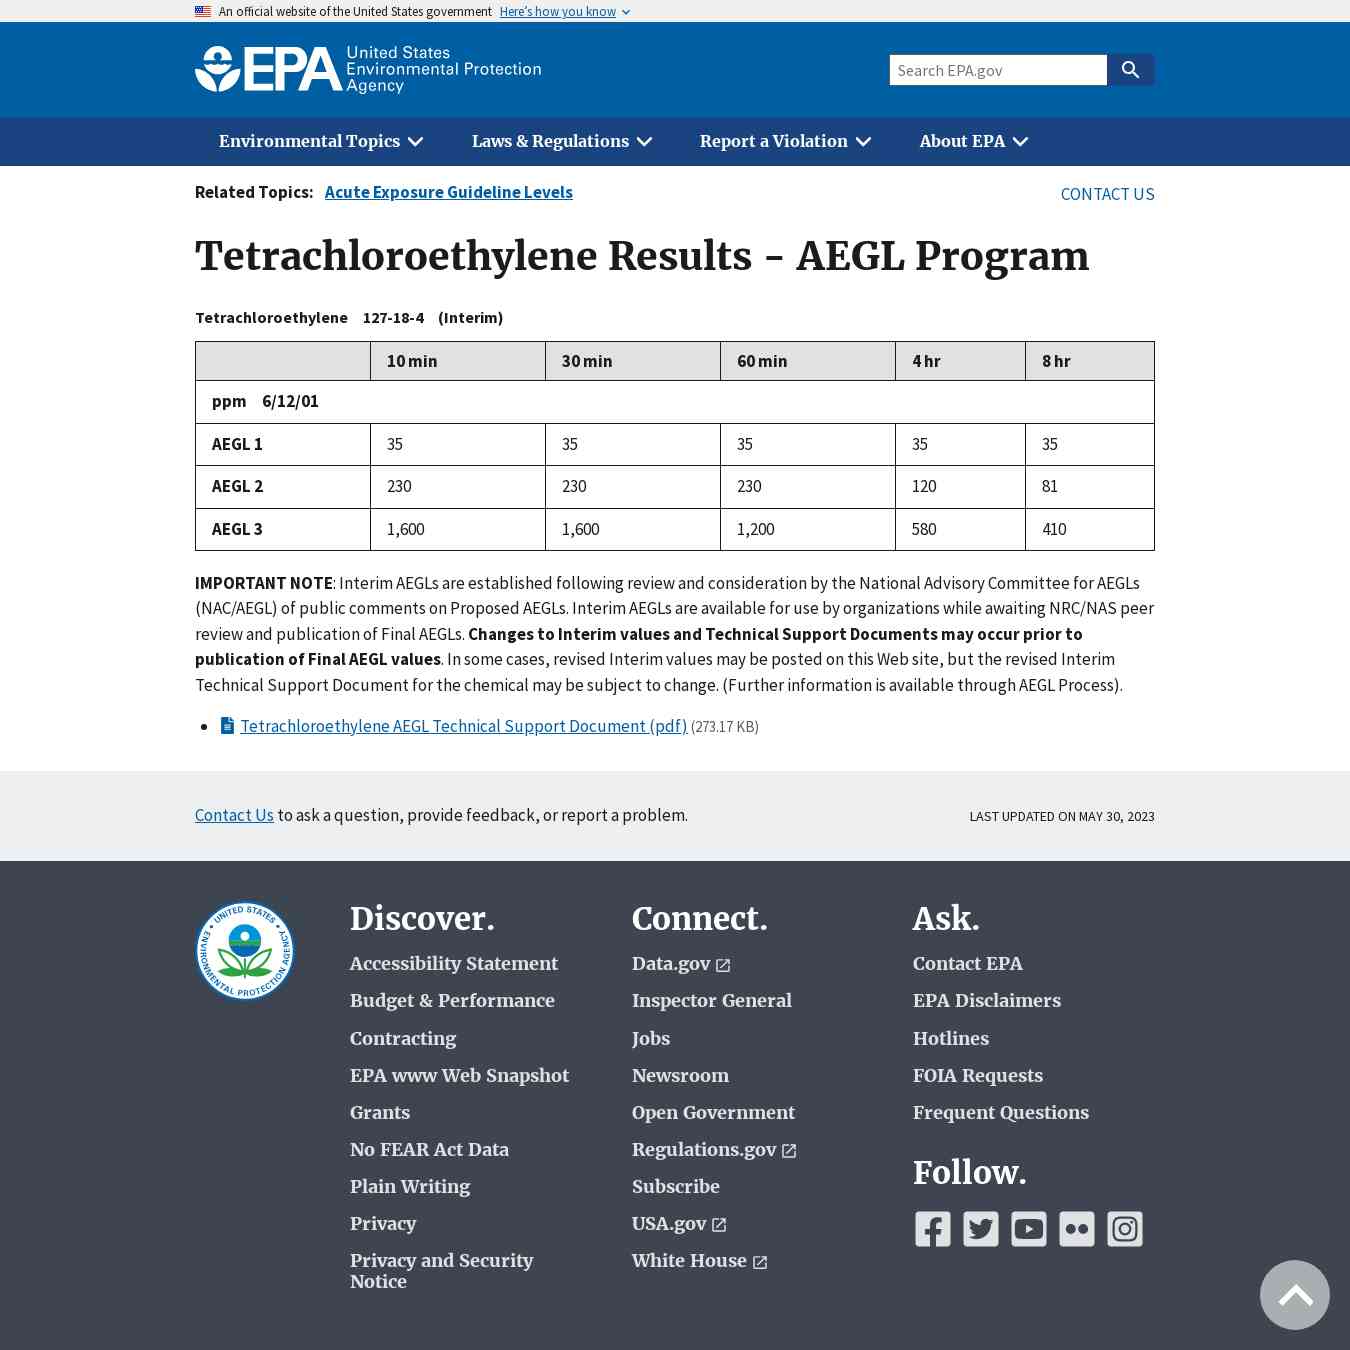 An official website of the United States government Here’s how you know
EPA United States
Environmental Protection
Agency
Search EPA.gov
Environmental Topics
Laws & Regulations
Report a Violation
About EPA
Related Topics: Acute Exposure Guideline Levels
CONTACT US
Tetrachloroethylene Results - AEGL Program
Tetrachloroethylene 127-18-4 (Interim)
10 min 30 min 60 min 4 hr 8 hr
ppm 6/12/01
AEGL 1 35 35 35 35 35
AEGL 2 230 230 230 120 81
AEGL 3 1,600 1,600 1,200 580 410
IMPORTANT NOTE: Interim AEGLs are established following review and consideration by the National Advisory Committee for AEGLs
(NAC/AEGL) of public comments on Proposed AEGLs. Interim AEGLs are available for use by organizations while awaiting NRC/NAS peer
review and publication of Final AEGLs. Changes to Interim values and Technical Support Documents may occur prior to
publication of Final AEGL values. In some cases, revised Interim values may be posted on this Web site, but the revised Interim
Technical Support Document for the chemical may be subject to change. (Further information is available through AEGL Process).
Tetrachloroethylene AEGL Technical Support Document (pdf) (273.17 KB)
Contact Us to ask a question, provide feedback, or report a problem.
LAST UPDATED ON MAY 30, 2023
UNITED STATES
ENVIRONMENTAL PROTECTION AGENCY
Discover.
Accessibility Statement
Budget & Performance
Contracting
EPA www Web Snapshot
Grants
No FEAR Act Data
Plain Writing
Privacy
Privacy and Security
Notice
Connect.
Data.gov
Inspector General
Jobs
Newsroom
Open Government
Regulations.gov
Subscribe
USA.gov
White House
Ask.
Contact EPA
EPA Disclaimers
Hotlines
FOIA Requests
Frequent Questions
Follow.